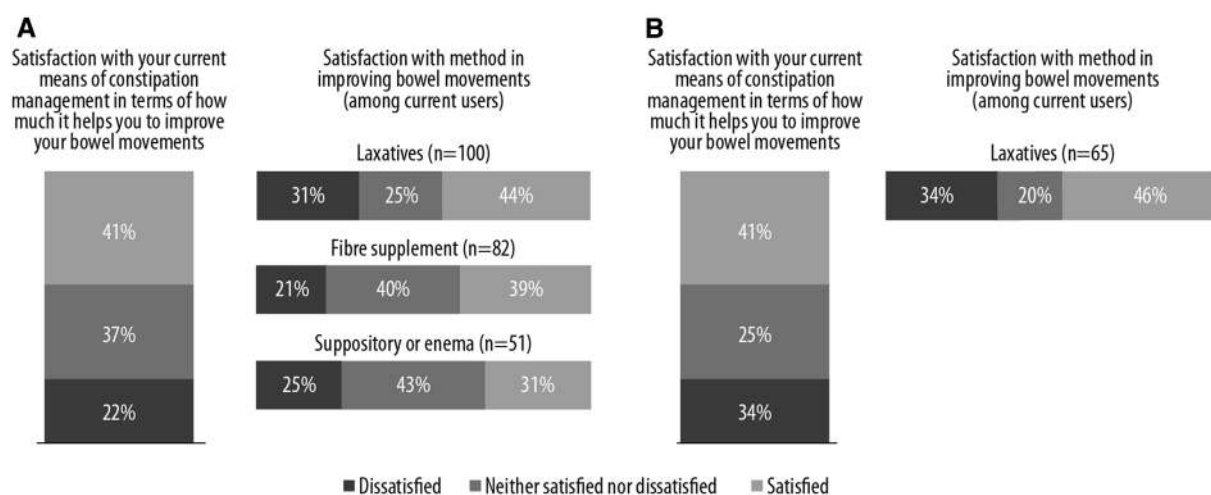 A
Satisfaction with your current
means of constipation
management in terms of how
much it helps you to improve
your bowel movements
41%
37%
22%
Satisfaction with method in
improving bowel movements
(among current users)
Laxatives (n=100)
31% 25% 44%
Fibre supplement (n=82)
21% 40% 39%
Suppository or enema (n=51)
25% 43% 31%
B
Satisfaction with your current
means of constipation
management in terms of how
much it helps you to improve
your bowel movements
41%
25%
34%
Satisfaction with method in
improving bowel movements
(among current users)
Laxatives (n=65)
34% 20% 46%
Dissatisfied Neither satisfied nor dissatisfied Satisfied